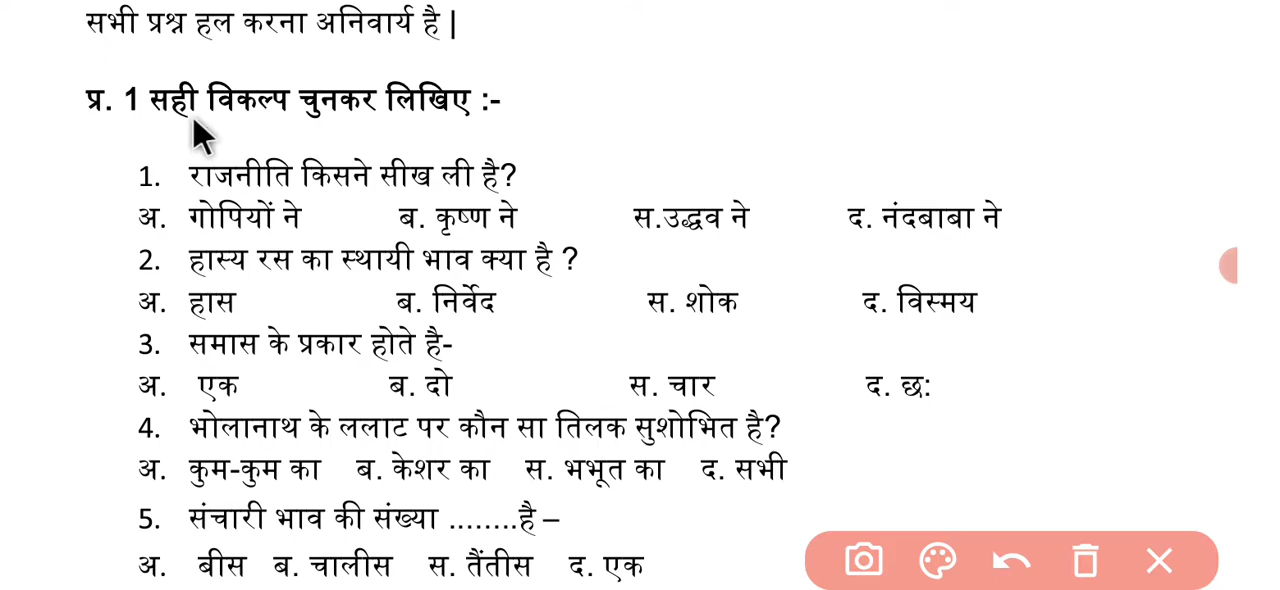 सभी प्रश्न हल करना अनिवार्य है |
प्र. 1 सही विकल्प चुनकर लिखिए :-
1. राजनीति किसने सीख ली है?
अ. गोपियों ने ब. कृष्ण ने स.उद्धव ने द. नंदबाबा ने
2. हास्य रस का स्थायी भाव क्या है ?
अ. हास ब. निर्वेद स. शोक द. विस्मय
3. समास के प्रकार होते है-
अ. एक ब. दो स. चार द. छ:
4. भोलानाथ के ललाट पर कौन सा तिलक सुशोभित है?
अ. कुम-कुम का ब. केशर का स. भभूत का द. सभी
5. संचारी भाव की संख्या ........है –
अ. बीस ब. चालीस स. तैंतीस द. एक